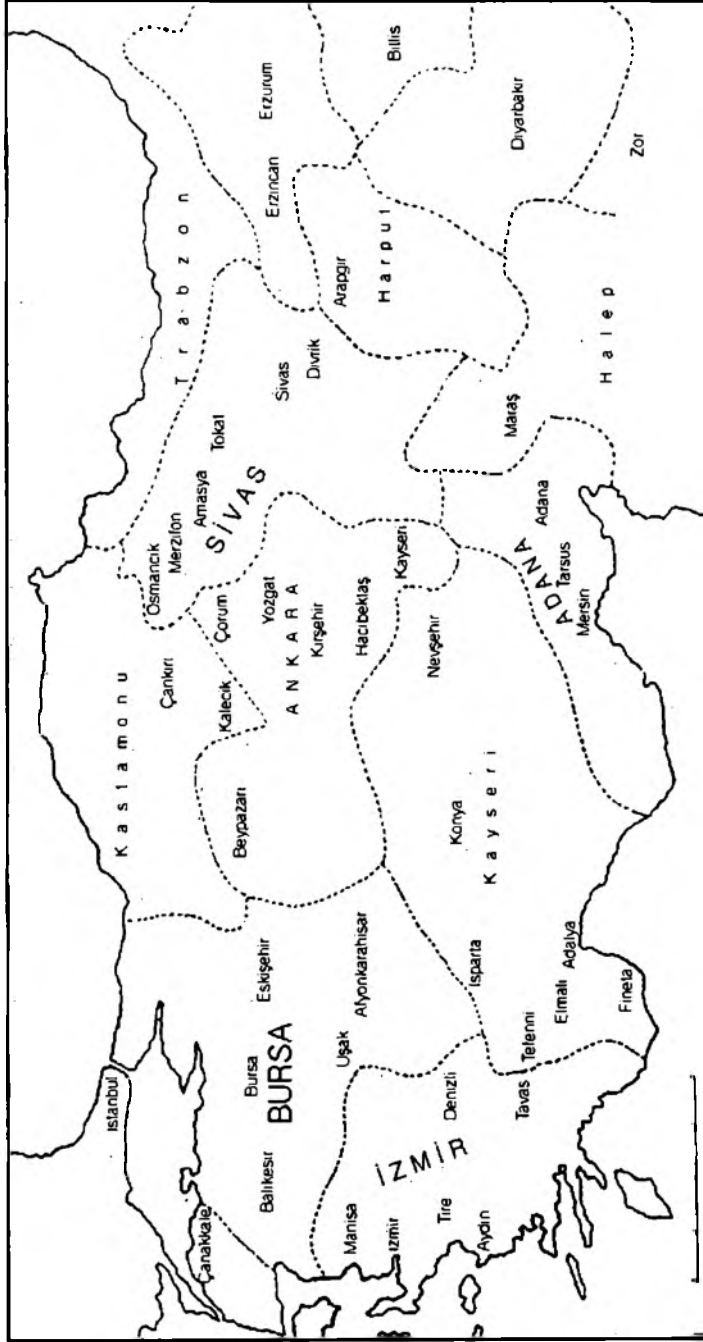 İstanbul
Çanakkale
Balıkesir
Bursa
BURSA
Eskişehir
Uşak
Afyonkarahisar
Manisa
İzmir
İZMİR
Tire
Aydın
Denizli
Tavas
Tefenni
Elmalı
Adalya
Fineta
Isparta
Konya
Kayseri
Nevşehir
Kastamonu
Çankırı
Beypazarı
Kalecik
Çorum
Yozgat
ANKARA
Kırşehir
Hacıbektaş
Kayseri
Osmancık
Merzifon
Amasya
Tokat
SİVAS
Sivas
Divrik
Trabzon
Erzincan
Erzurum
Arapgir
Harput
Bitlis
Diyarbakır
Zor
Maraş
Halep
ADANA
Adana
Tarsus
Mersin